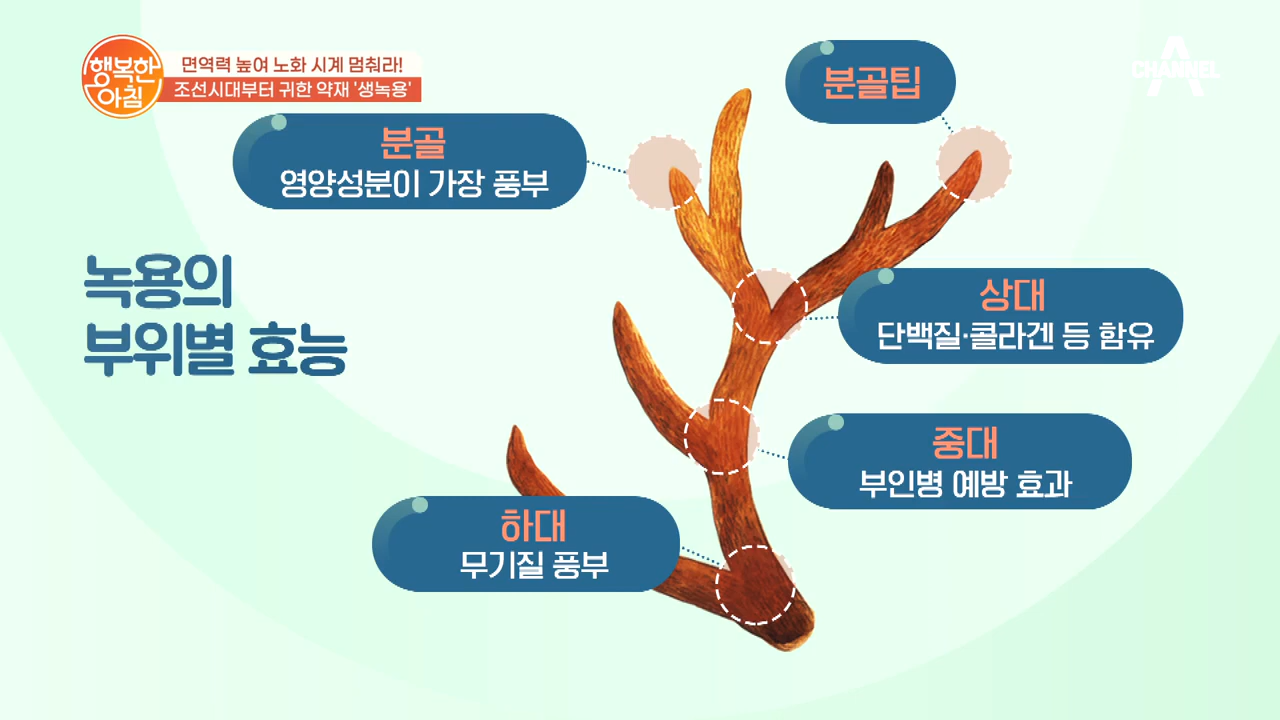 행복한
아침
면역력 높여 노화 시계 멈춰라!
조선시대부터 귀한 약재 '생녹용'
CHANNEL A
분골팁
분골
영양성분이 가장 풍부
녹용의
부위별 효능
상대
단백질·콜라겐 등 함유
중대
부인병 예방 효과
하대
무기질 풍부